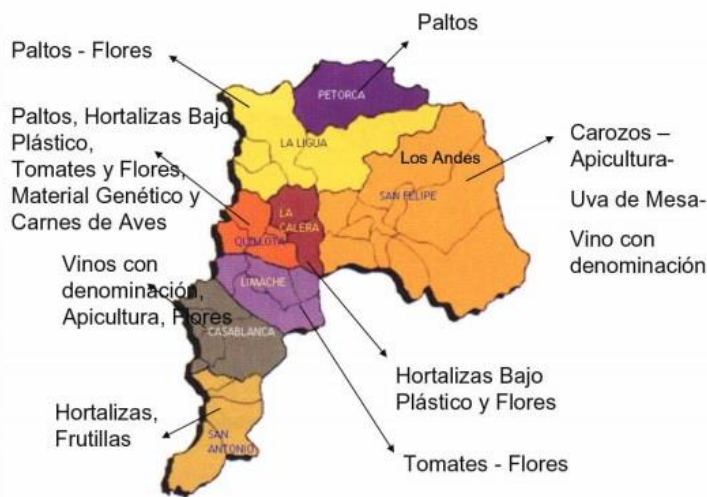 Paltos
Paltos - Flores
PETORCA
Paltos, Hortalizas Bajo
Plástico,
Tomates y Flores,
Material Genético y
Carnes de Aves
LA LIGUA
Los Andes
SAN FELIPE
Carozos –
Apicultura-
Uva de Mesa-
Vino con
denominación
LA
CALERA
QUILLOTA
Vinos con
denominación,
Apicultura, Flores
LIMACHE
CASABLANCA
Hortalizas Bajo
Plástico y Flores
Hortalizas,
Frutillas
SAN
ANTONIO
Tomates - Flores